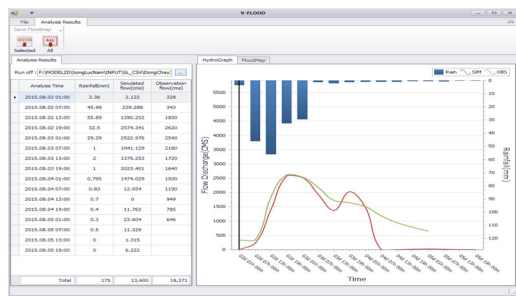 V-FLOOD
File Analysis Results
Save Floodmap
Selected All
Analysis Results
Run off : F:\MODEL2D\SongLucNam\INPUT\SL_CSV\DongChay\ ...
Analysis Time Rainfall(mm) Simulated flow(cms) Observation flow(cms)
2015.08.02 01:00 3.36 2.122 328
2015.08.02 07:00 45.98 229.288 343
2015.08.02 13:00 55.89 1290.252 1830
2015.08.02 19:00 32.5 2574.341 2620
2015.08.03 01:00 29.29 2522.976 2540
2015.08.03 07:00 1 1941.129 2180
2015.08.03 13:00 2 1375.253 1720
2015.08.03 19:00 1 2023.401 1640
2015.08.04 01:00 0.795 1474.029 1500
2015.08.04 07:00 0.83 12.934 1190
2015.08.04 13:00 0.7 0 949
2015.08.04 19:00 0.4 11.763 785
2015.08.05 01:00 0.3 23.604 646
2015.08.05 07:00 0.5 11.329
2015.08.05 13:00 0 1.315
2015.08.05 19:00 0 6.222
Total 175 13,600 18,271
HydroGraph FloodMap
Rain SIM OBS
Flow Discharge(CMS)
5500
5000
4500
4000
3500
3000
2500
2000
1500
1000
500
0
0
10
20
30
40
50
60
70
80
90
100
110
120
Rainfall(mm)
Time